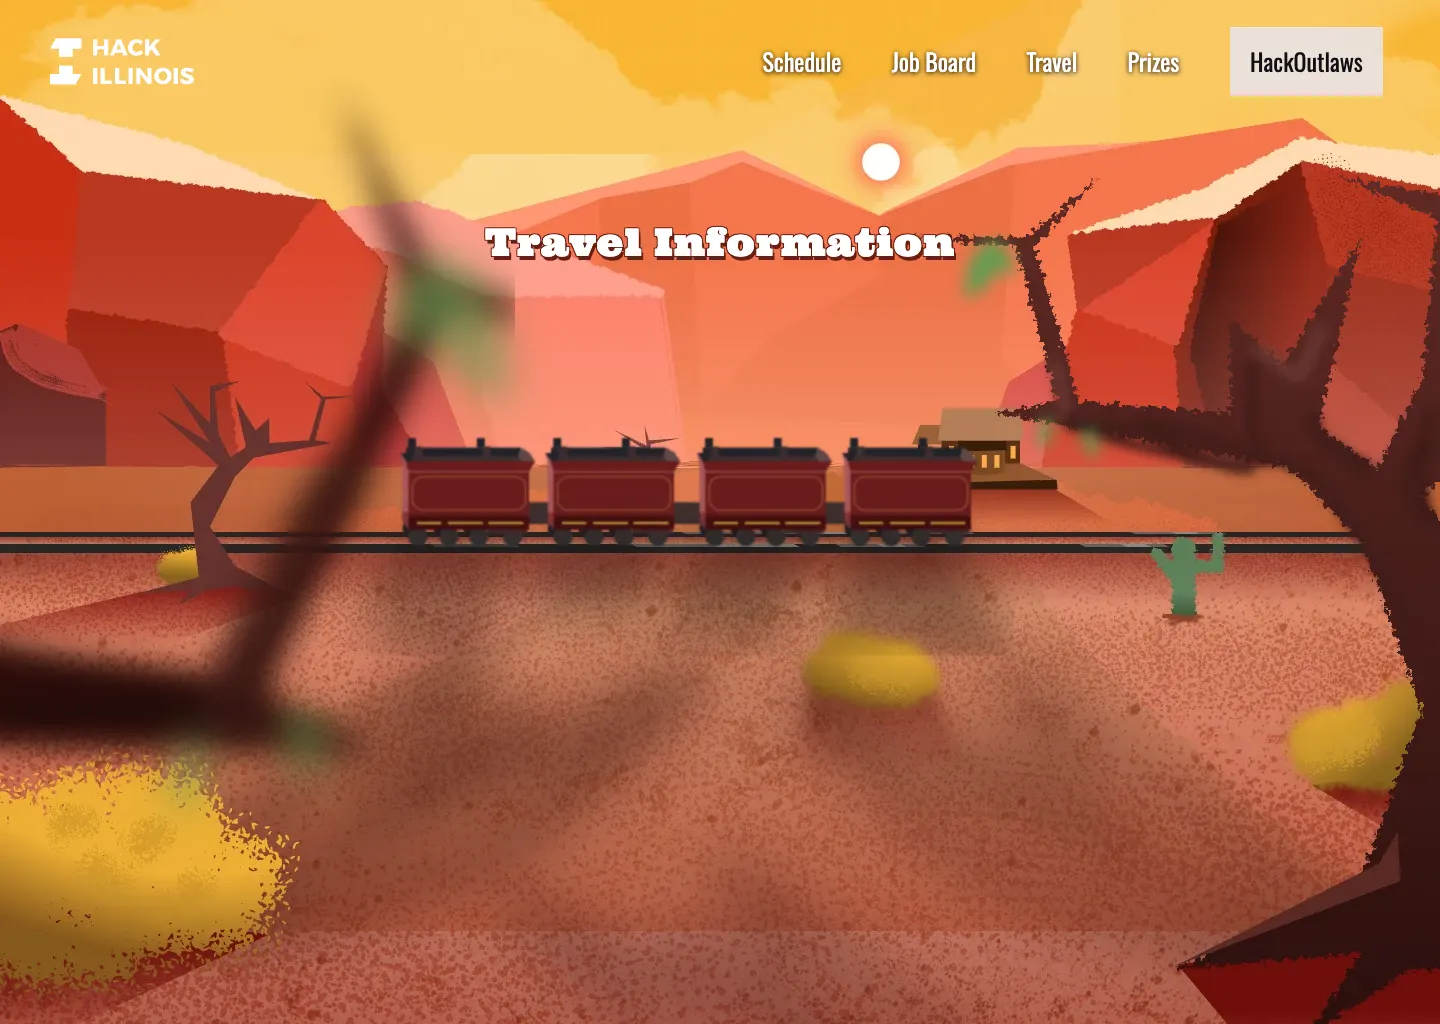 HACK
ILLINOIS
Schedule
Job Board
Travel
Prizes
HackOutlaws
Travel Information